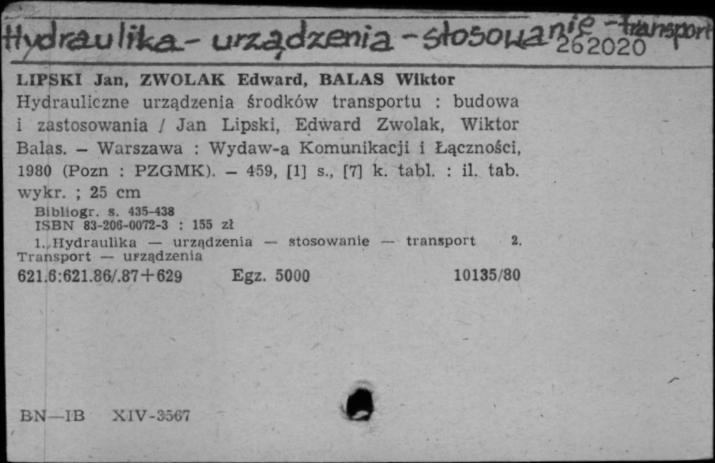 Hydraulika - urządzenia - stosowanie - transport
262020
LIPSKI Jan, ZWOLAK Edward, BALAS Wiktor
Hydrauliczne urządzenia środków transportu : budowa
i zastosowania / Jan Lipski, Edward Zwolak, Wiktor
Balas. — Warszawa : Wydaw-a Komunikacji i Łączności,
1980 (Pozn : PZGMK). — 459, [1] s., [7] k. tabl. : il. tab.
wykr. ; 25 cm
Bibliogr. s. 435-438
ISBN 83-206-0072-3 : 155 zł
1. Hydraulika — urządzenia — stosowanie — transport 2.
Transport — urządzenia
621.6:621.86/.87+629 Egz. 5000 10135/80
BN—IB XIV-3567